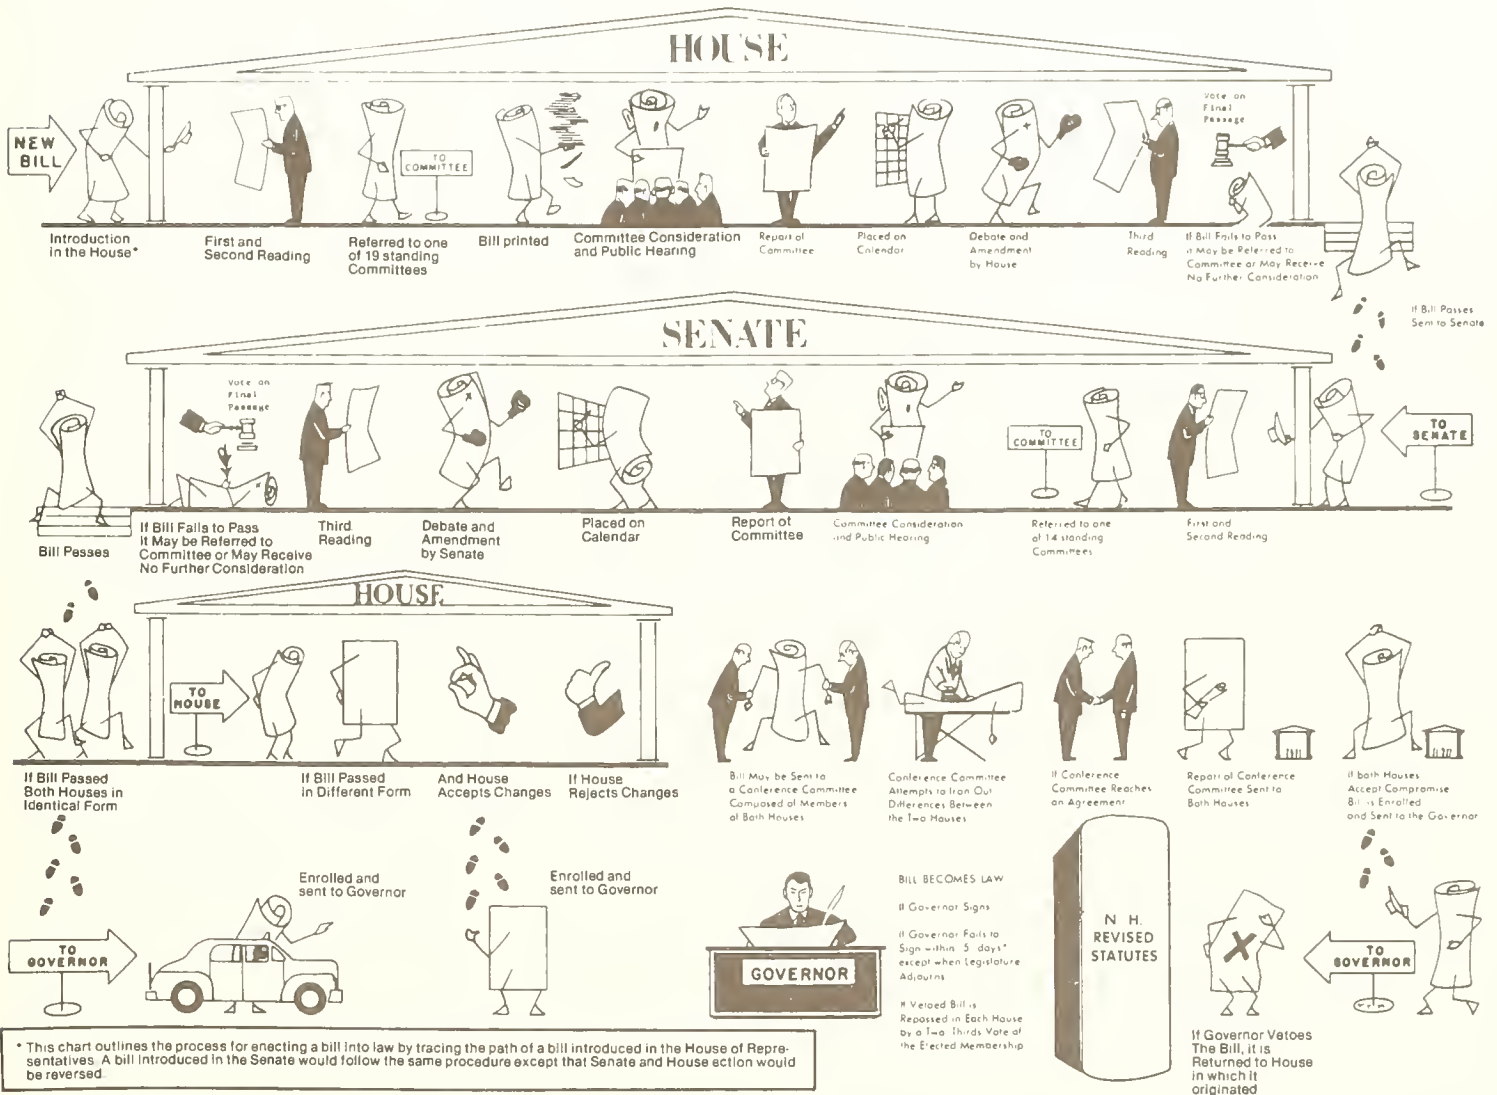 HOUSE
NEW
BILL
TO
COMMITTEE
Vote on
Final
Passage
Introduction
in the House*
First and
Second Reading
Referred to one
of 19 standing
Committees
Bill printed
Committee Consideration
and Public Hearing
Report of
Committee
Placed on
Calendar
Debate and
Amendment
by House
Third
Reading
If Bill Fails to Pass
it May be Referred to
Committee or May Receive
No Further Consideration
If Bill Passes
Sent to Senate
SENATE
TO
SENATE
TO
COMMITTEE
Vote on
Final
Passage
First and
Second Reading
Referred to one
of 14 standing
Committees
Committee Consideration
and Public Hearing
Report of
Committee
Placed on
Calendar
Debate and
Amendment
by Senate
Third
Reading
If Bill Fails to Pass
It May be Referred to
Committee or May Receive
No Further Consideration
Bill Passes
HOUSE
TO
HOUSE
If Bill Passed
Both Houses in
Identical Form
If Bill Passed
in Different Form
And House
Accepts Changes
If House
Rejects Changes
Bill May be Sent to
a Conference Committee
Composed of Members
of Both Houses
Conference Committee
Attempts to Iron Out
Differences Between
the Two Houses
If Conference
Committee Reaches
an Agreement
Report of Conference
Committee Sent to
Both Houses
If both Houses
Accept Compromise
Bill is Enrolled
and Sent to the Governor
TO
GOVERNOR
Enrolled and
sent to Governor
Enrolled and
sent to Governor
GOVERNOR
BILL BECOMES LAW
If Governor Signs
If Governor Fails to
Sign within 5 days*
except when Legislature
Adjourns
If Vetoed Bill is
Repassed in Each House
by a Two Thirds Vote of
the Elected Membership
N H.
REVISED
STATUTES
X
TO
GOVERNOR
If Governor Vetoes
The Bill, it is
Returned to House
in which it
originated
* This chart outlines the process for enecting a bill into law by tracing the path of a bill introduced in the House of Repre-
sentatives. A bill introduced in the Senate would follow the same procedure except that Senate and House ection would
be reversed